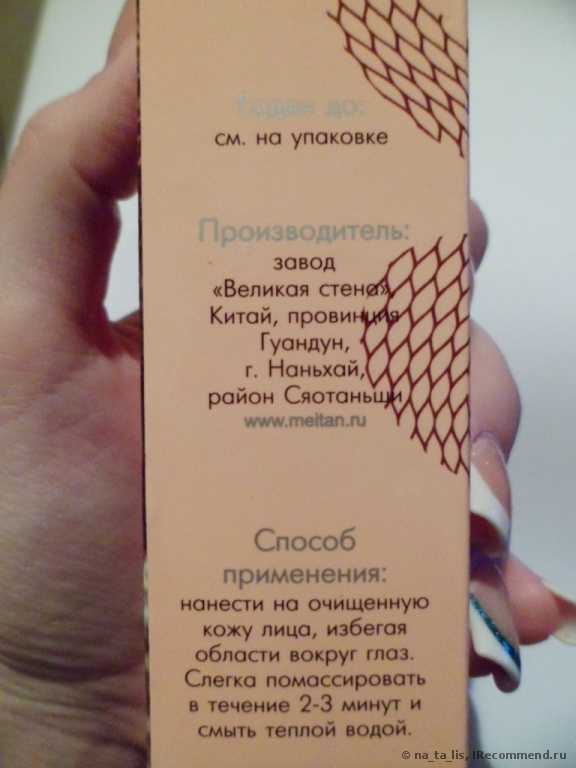 Годен до:
см. на упаковке
Производитель:
завод
«Великая стена»,
Китай, провинция
Гуандун,
г. Наньхай,
район Сяотаньщи
www.meitan.ru
Способ
применения:
нанести на очищенную
кожу лица, избегая
области вокруг глаз.
Слегка помассировать
в течение 2-3 минут и
смыть теплой водой.
© na_ta_lis, IRecommend.ru